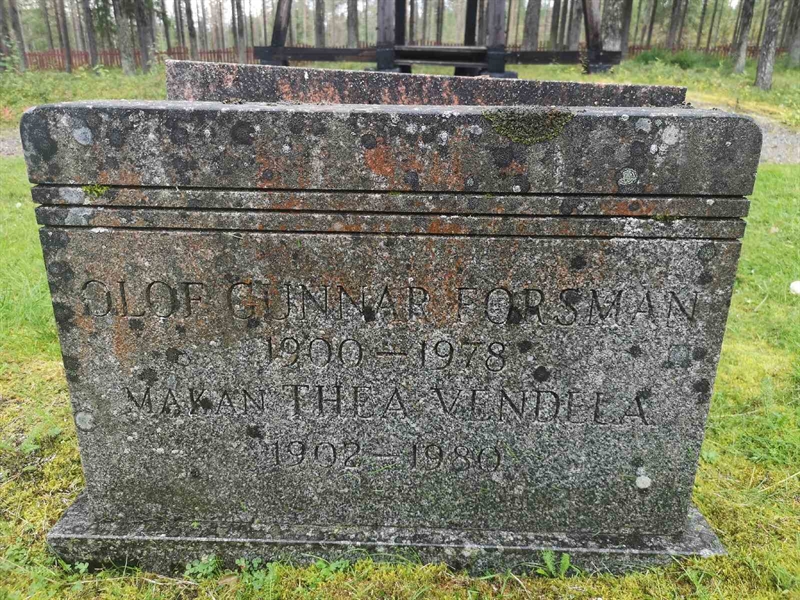 OLOF GUNNAR FORSMAN
1900–1978
MAKAN THEA VENDELA
1902–1980